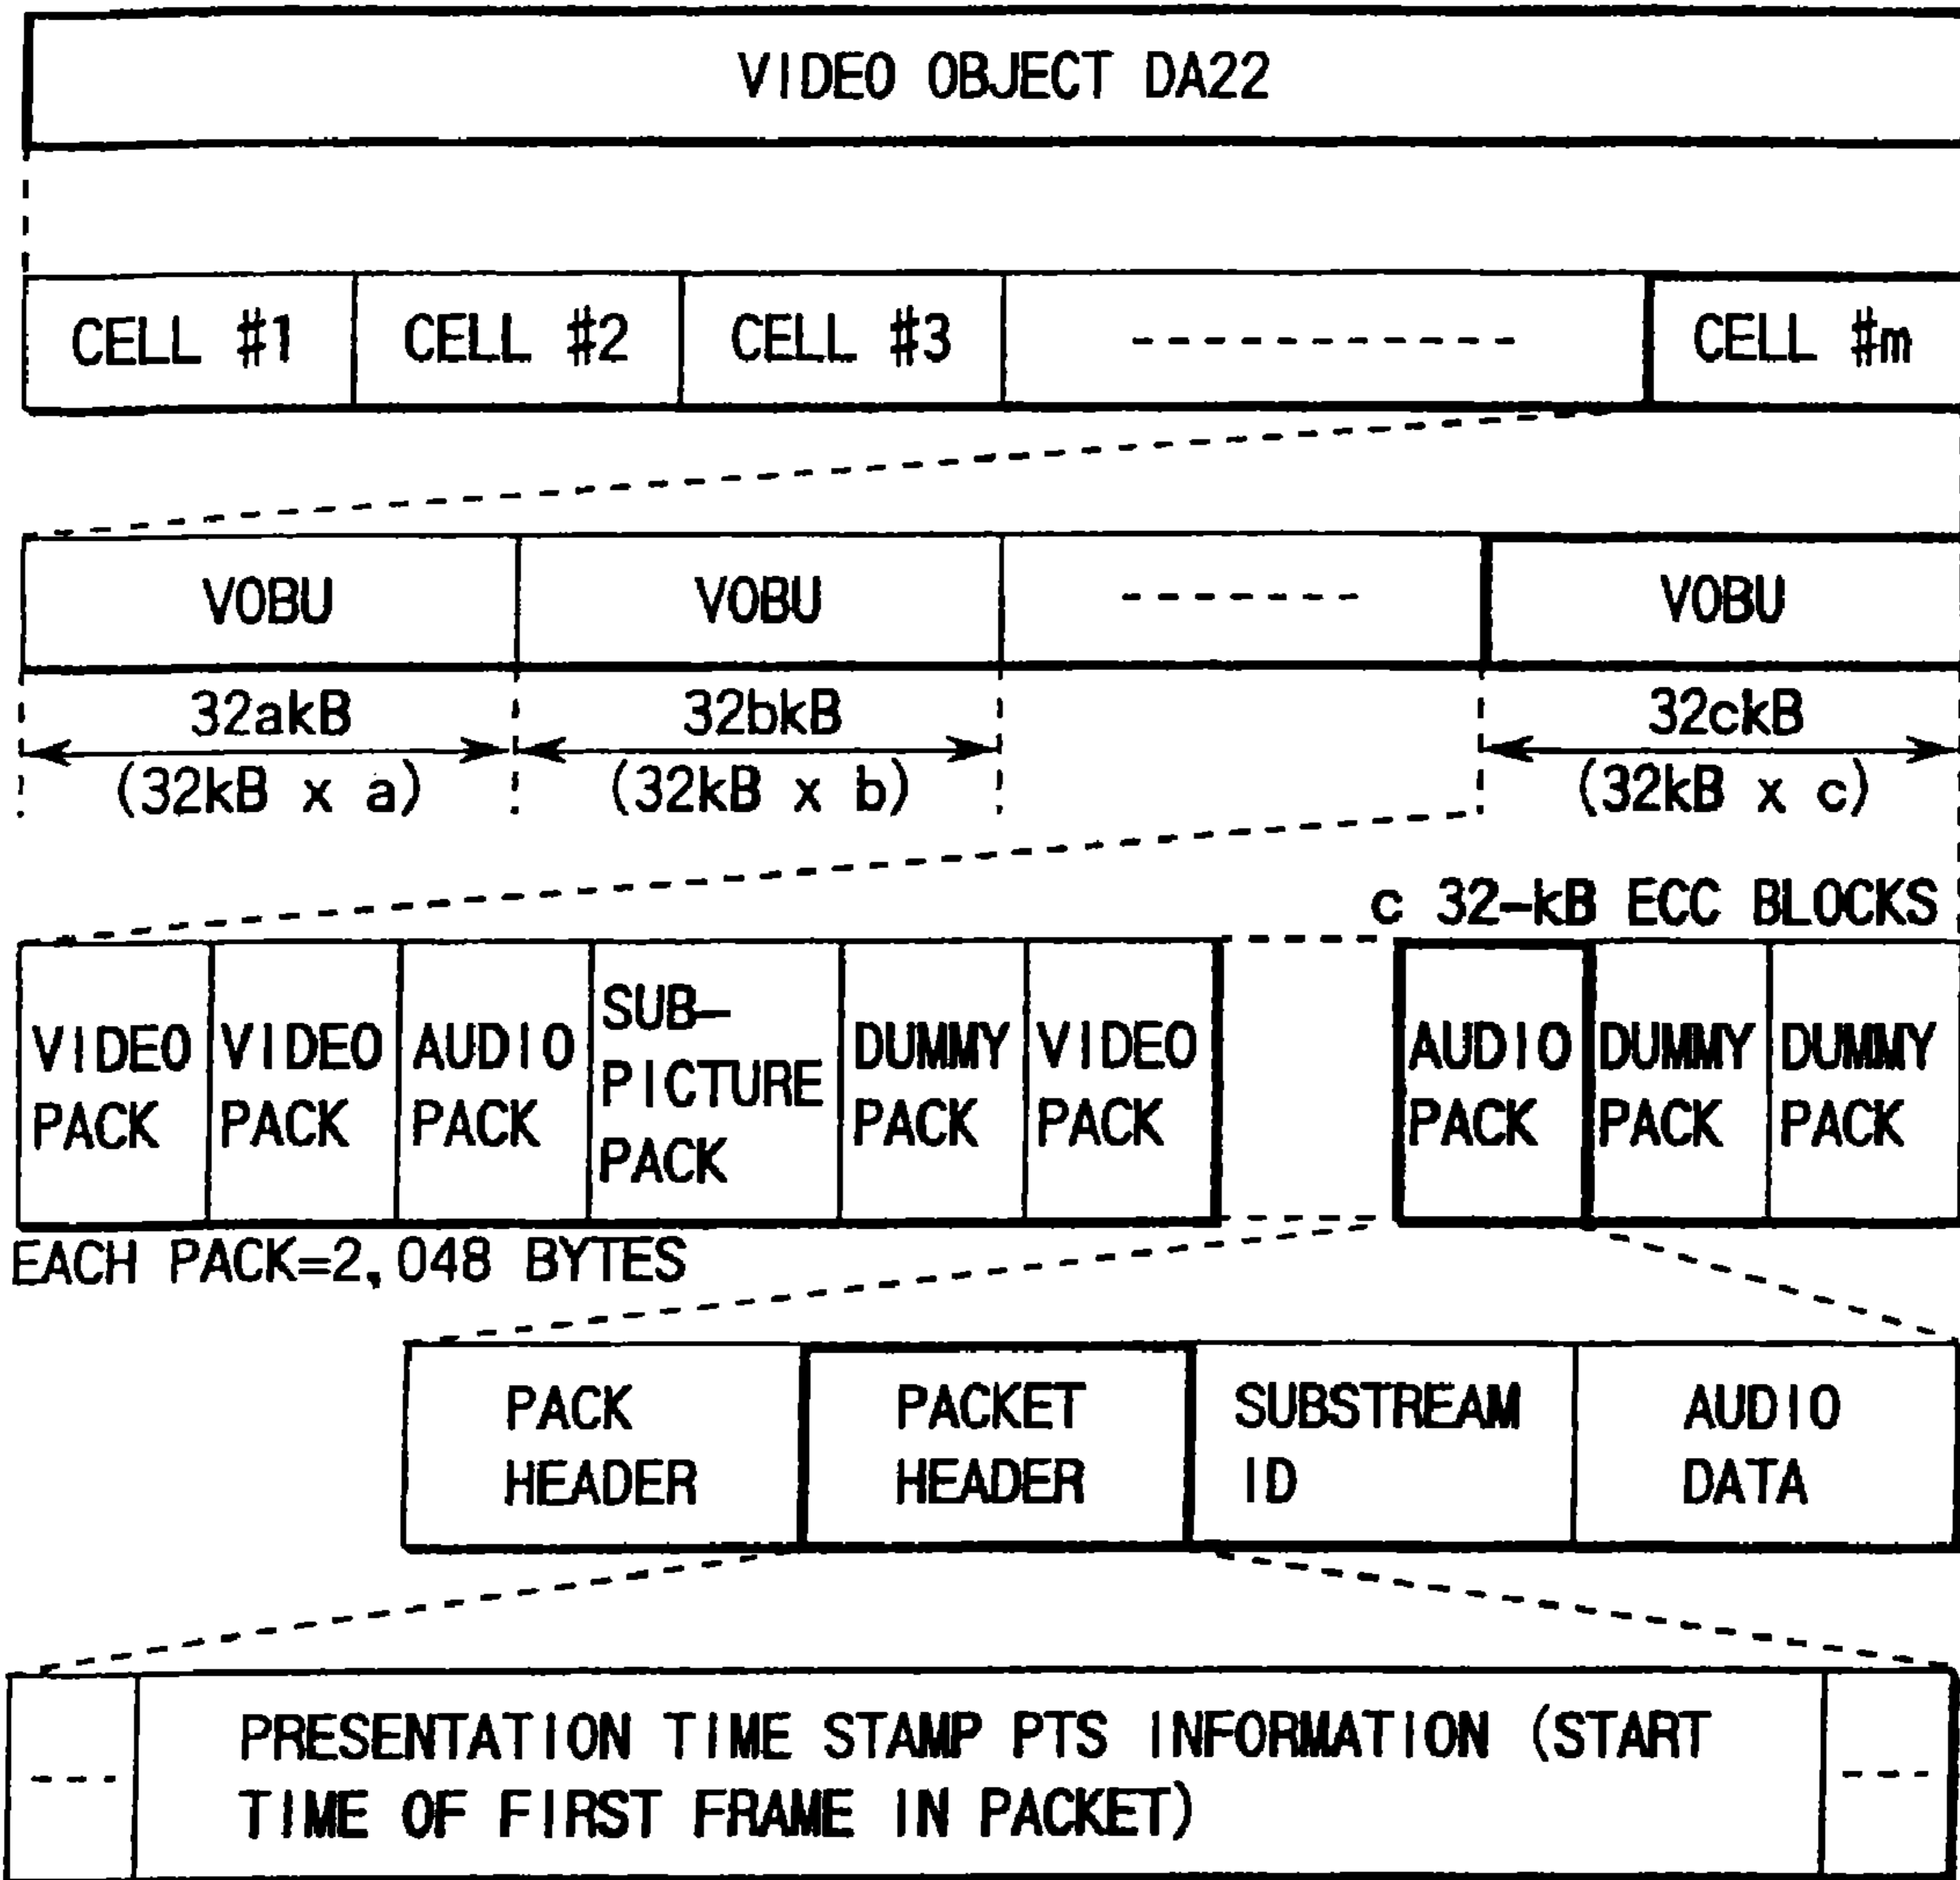 VIDEO OBJECT DA22
CELL #1 CELL #2 CELL #3 ----------- CELL #m
VOBU VOBU ------- VOBU
32akB 32bkB 32ckB
(32kB x a) (32kB x b) (32kB x c)
c 32-kB ECC BLOCKS
VIDEO PACK
VIDEO PACK
AUDIO PACK
SUB-
PICTURE
PACK
DUMMY PACK
VIDEO PACK
AUDIO PACK
DUMMY PACK
DUMMY PACK
EACH PACK=2,048 BYTES
PACK
HEADER
PACKET
HEADER
SUBSTREAM
ID
AUDIO
DATA
--- PRESENTATION TIME STAMP PTS INFORMATION (START
TIME OF FIRST FRAME IN PACKET) ---